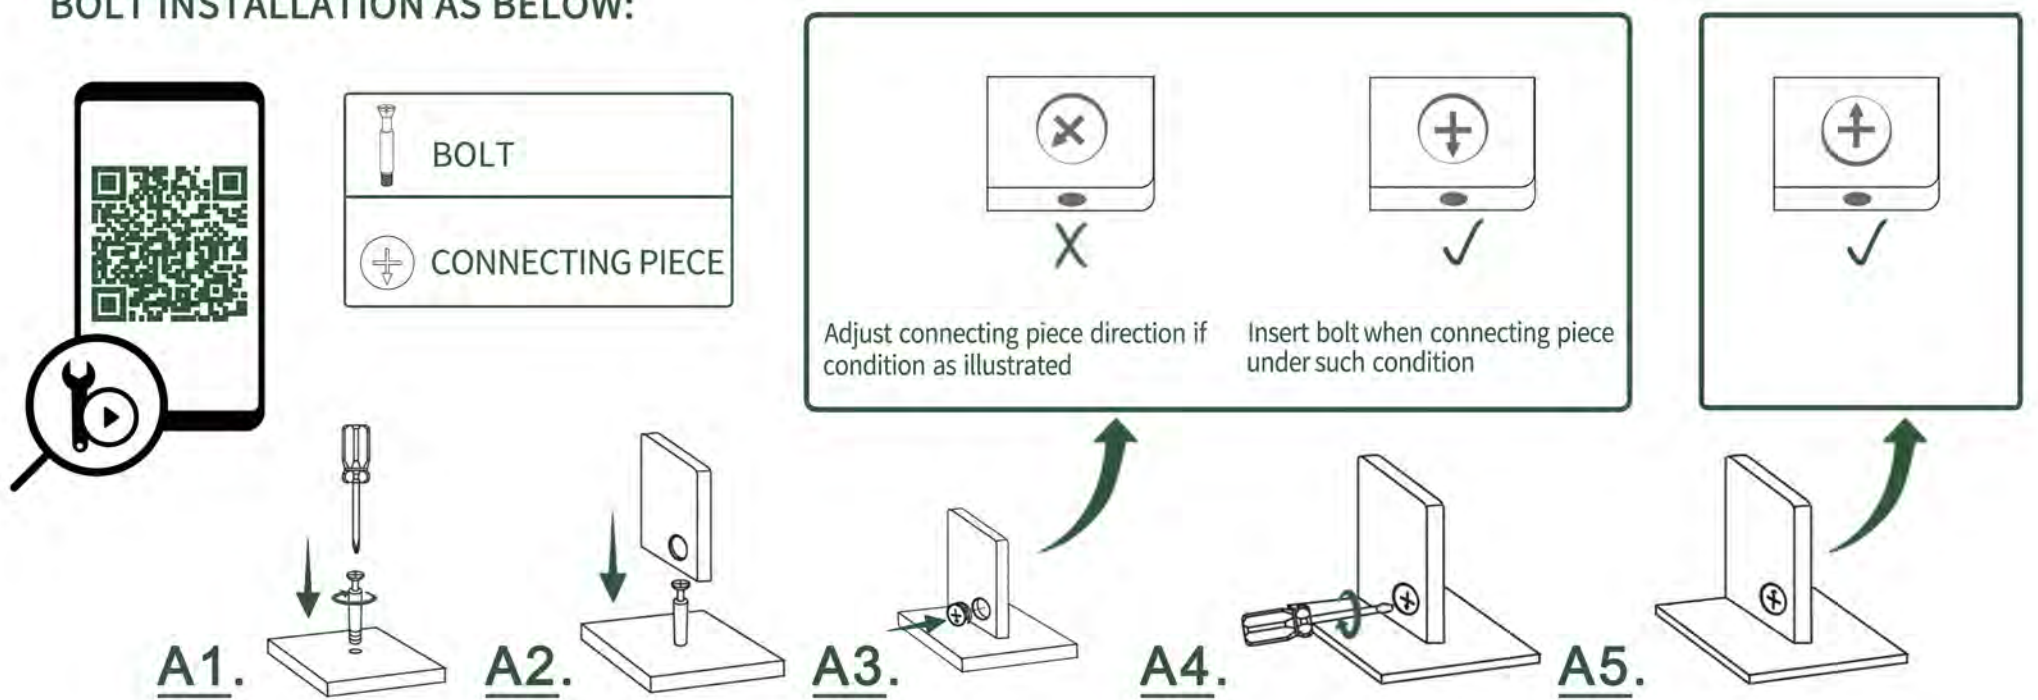 BOLT INSTALLATION AS BELOW:
BOLT
CONNECTING PIECE
Adjust connecting piece direction if
condition as illustrated
Insert bolt when connecting piece
under such condition
A1.
A2.
A3.
A4.
A5.